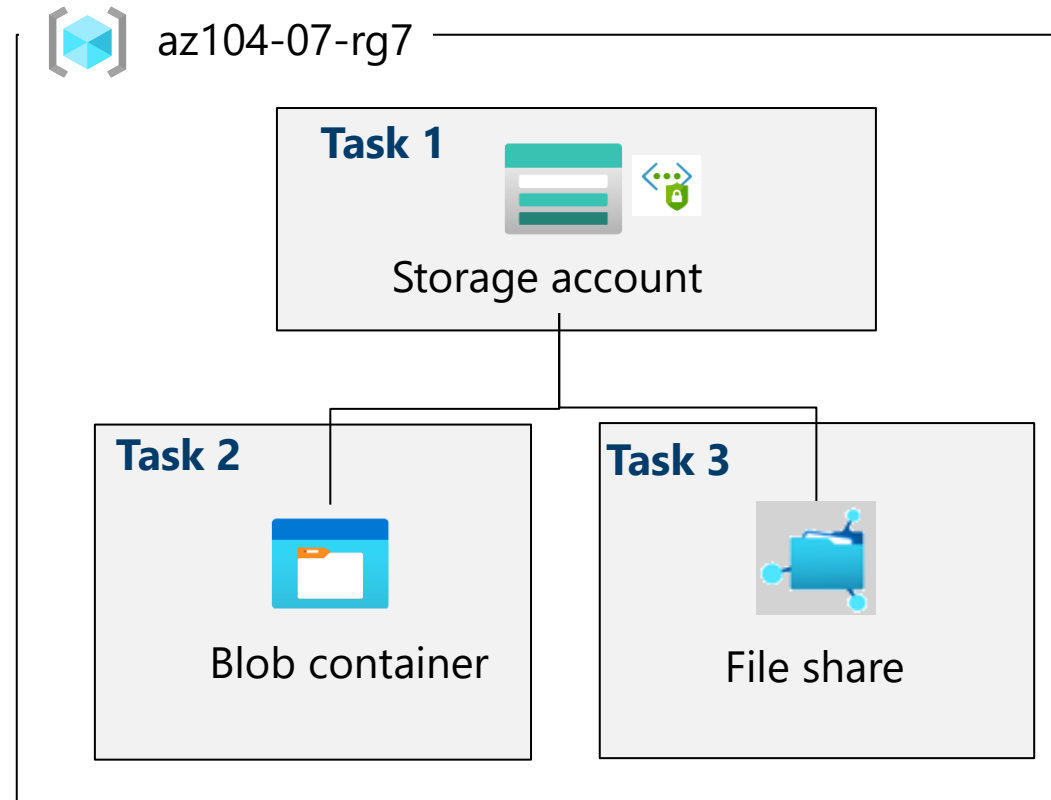 az104-07-rg7
Task 1
Storage account
Task 2
Blob container
Task 3
File share